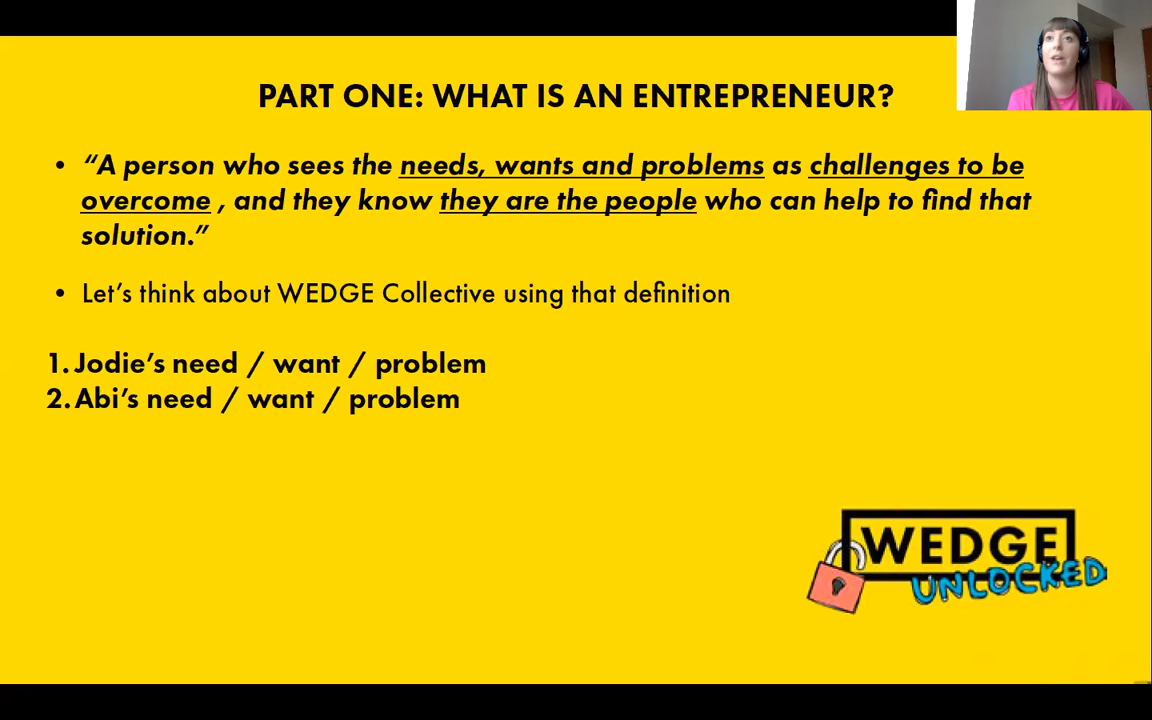 PART ONE: WHAT IS AN ENTREPRENEUR?
• “A person who sees the needs, wants and problems as challenges to be
overcome , and they know they are the people who can help to find that
solution.”
• Let’s think about WEDGE Collective using that definition
1. Jodie’s need / want / problem
2. Abi’s need / want / problem
WEDGE
UNLOCKED